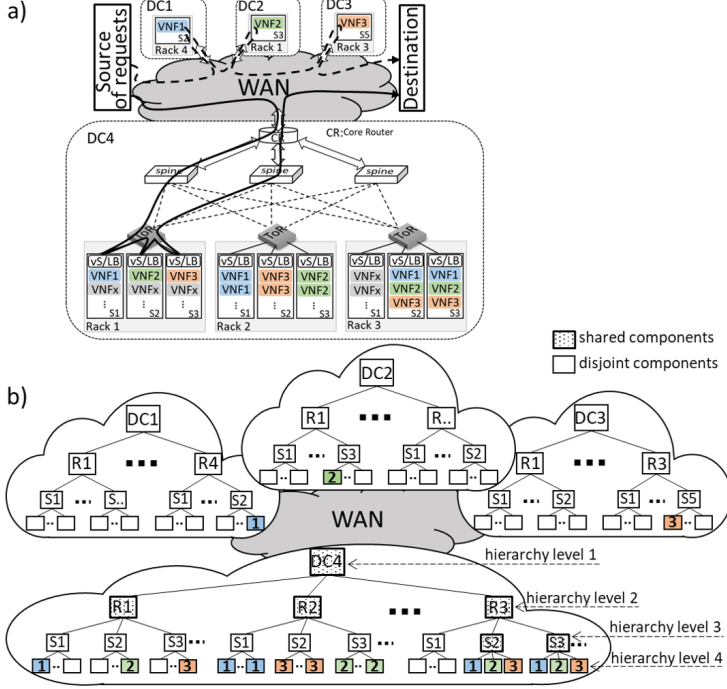 a)
DC1
DC2
DC3
VNF1
S2
Rack 4
VNF2
S3
Rack 1
VNF3
S5
Rack 3
Source
of requests
WAN
Destination
DC4
CR
CR:Core Router
spine
spine
spine
ToR
ToR
ToR
vS/LB
vS/LB
vS/LB
VNF1
VNF2
VNF3
VNFx
VNFx
VNFx
S1
S2
S3
Rack 1
vS/LB
vS/LB
vS/LB
VNF1
VNF3
VNF2
VNF1
VNF3
VNF2
S1
S2
S3
Rack 2
vS/LB
vS/LB
vS/LB
VNFx
VNF1
VNF1
VNFx
VNF2
VNF2
VNF3
VNF3
S1
S2
S3
Rack 3
shared components
disjoint components
b)
DC1
R1 ... R4
S1 ... S.. S1 ... S2
1
DC2
R1 ... R..
S1 ... S3 S1 ... S2
2
DC3
R1 ... R3
S1 ... S2 S1 ... S5
3
WAN
DC4
hierarchy level 1
R1 R2 ... R3
hierarchy level 2
S1 S2 S3 ... S1 S2 S3 ... S1 S2 S3 ...
hierarchy level 3
1 2 3 1 1 3 3 2 2 1 2 3 1 2 3
hierarchy level 4